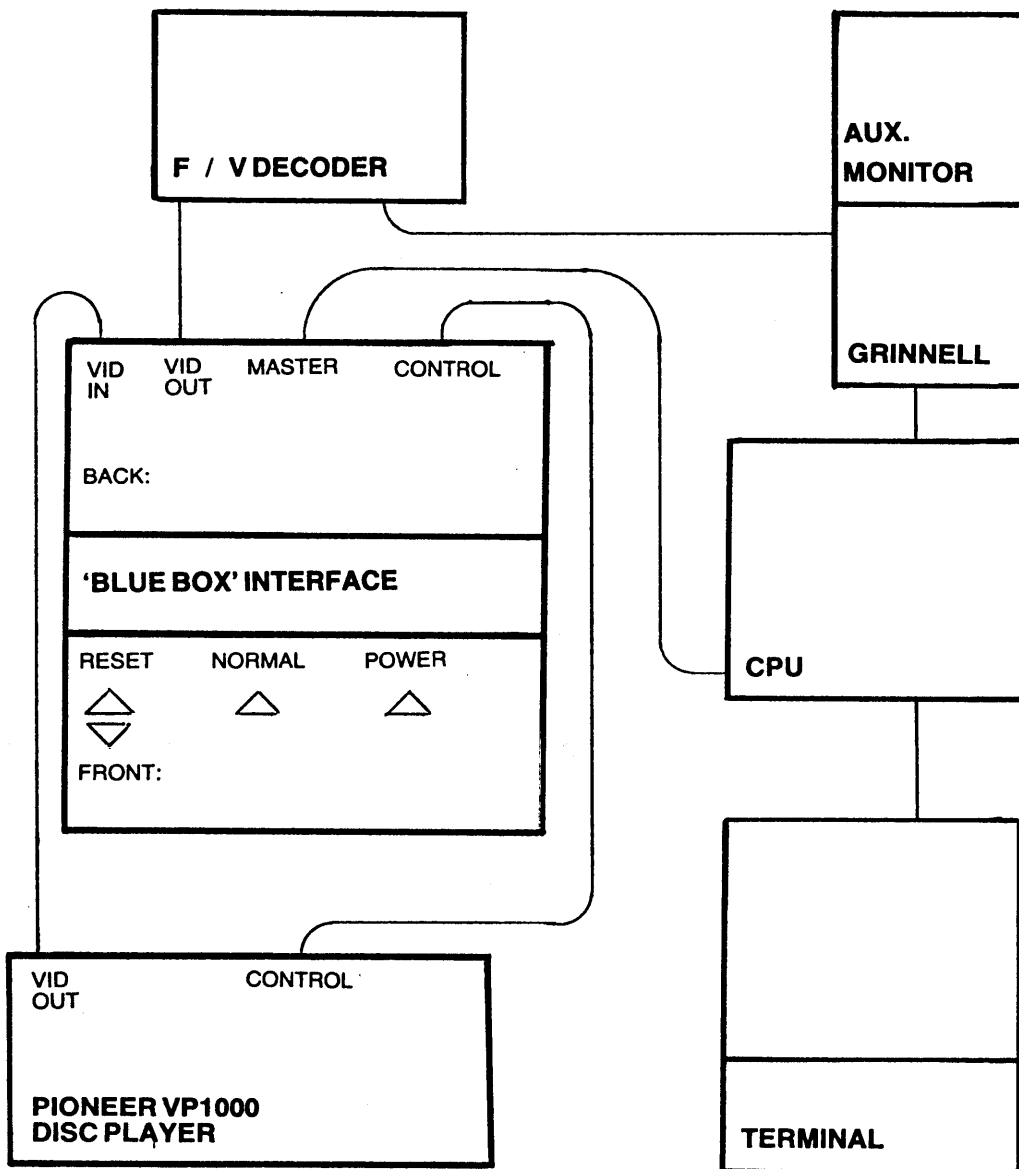 F / V DECODER
AUX.
MONITOR
GRINNELL
VID
IN
VID
OUT
MASTER
CONTROL
BACK:
'BLUE BOX' INTERFACE
RESET
NORMAL
POWER
FRONT:
CPU
VID
OUT
CONTROL
PIONEER VP1000
DISC PLAYER
TERMINAL